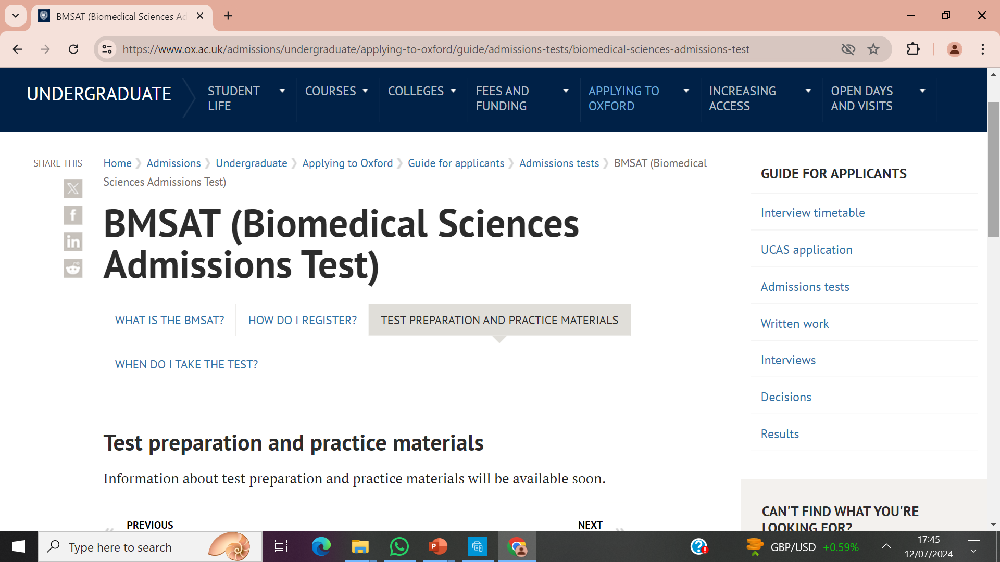 BMSAT (Biomedical Sciences Ad
https://www.ox.ac.uk/admissions/undergraduate/applying-to-oxford/guide/admissions-tests/biomedical-sciences-admissions-test
UNDERGRADUATE
STUDENT
LIFE
COURSES
COLLEGES
FEES AND
FUNDING
APPLYING TO
OXFORD
INCREASING
ACCESS
OPEN DAYS
AND VISITS
SHARE THIS
Home
Admissions
Undergraduate
Applying to Oxford
Guide for applicants
Admissions tests
BMSAT (Biomedical
Sciences Admissions Test)
BMSAT (Biomedical Sciences
Admissions Test)
WHAT IS THE BMSAT?
HOW DO I REGISTER?
TEST PREPARATION AND PRACTICE MATERIALS
WHEN DO I TAKE THE TEST?
Test preparation and practice materials
Information about test preparation and practice materials will be available soon.
PREVIOUS
NEXT
GUIDE FOR APPLICANTS
Interview timetable
UCAS application
Admissions tests
Written work
Interviews
Decisions
Results
CAN'T FIND WHAT YOU'RE
LOOKING FOR?
Type here to search
GBP/USD +0.59%
17:45
12/07/2024